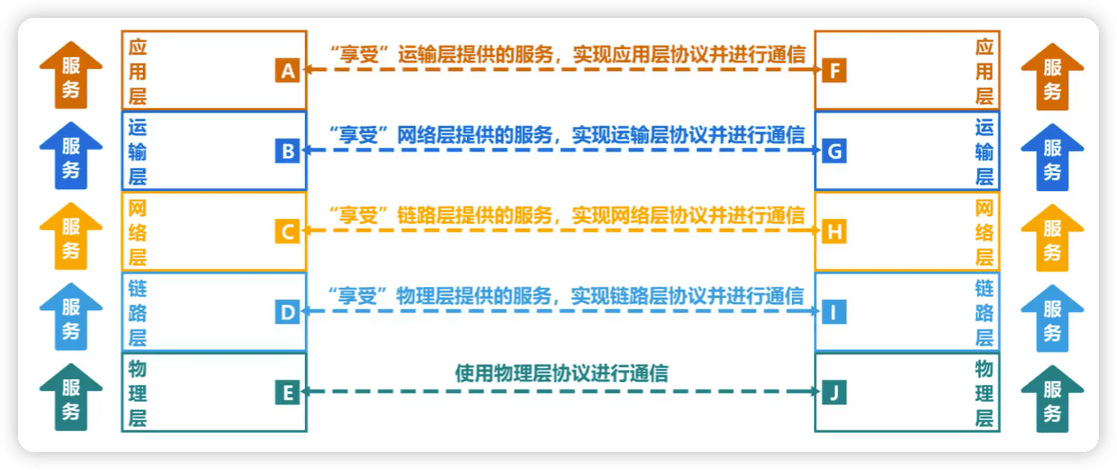 服务
应用层
A
“享受”运输层提供的服务，实现应用层协议并进行通信
F
应用层
服务
服务
运输层
B
“享受”网络层提供的服务，实现运输层协议并进行通信
G
运输层
服务
服务
网络层
C
“享受”链路层提供的服务，实现网络层协议并进行通信
H
网络层
服务
服务
链路层
D
“享受”物理层提供的服务，实现链路层协议并进行通信
I
链路层
服务
服务
物理层
E
使用物理层协议进行通信
J
物理层
服务